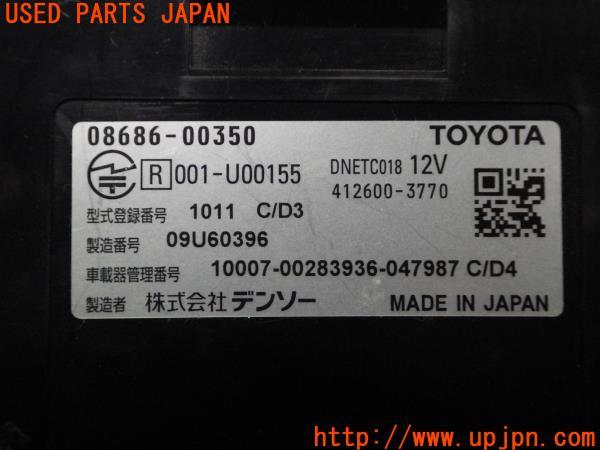 USED PARTS JAPAN
08686-00350 TOYOTA
R 001-U00155 DNETC018 12V
412600-3770
型式登録番号 1011 C/D3
製造番号 09U60396
車載器管理番号 10007-00283936-047987 C/D4
製造者 株式会社デンソー MADE IN JAPAN
http://www.upjpn.com/